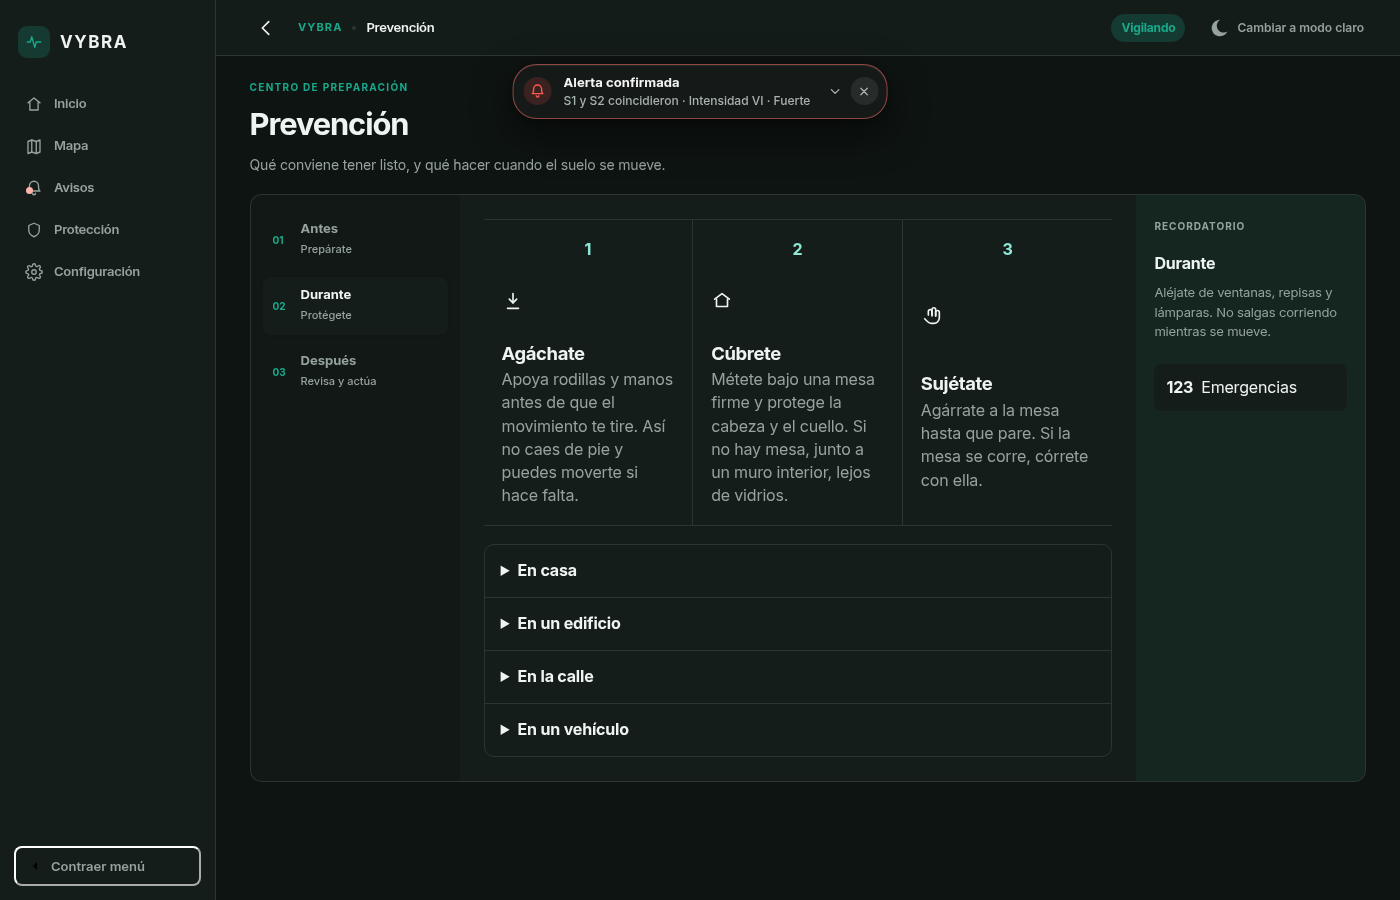 VYBRA
Inicio
Mapa
Avisos
Protección
Configuración
Contraer menú
VYBRA
Prevención
Vigilando
Cambiar a modo claro
Alerta confirmada
S1 y S2 coincidieron · Intensidad VI · Fuerte
CENTRO DE PREPARACIÓN
Prevención
Qué conviene tener listo, y qué hacer cuando el suelo se mueve.
01
Antes
Prepárate
02
Durante
Protégete
03
Después
Revisa y actúa
1
Agáchate
Apoya rodillas y manos
antes de que el
movimiento te tire. Así
no caes de pie y
puedes moverte si
hace falta.
2
Cúbrete
Métete bajo una mesa
firme y protege la
cabeza y el cuello. Si
no hay mesa, junto a
un muro interior, lejos
de vidrios.
3
Sujétate
Agárrate a la mesa
hasta que pare. Si la
mesa se corre, córrete
con ella.
En casa
En un edificio
En la calle
En un vehículo
RECORDATORIO
Durante
Aléjate de ventanas, repisas y
lámparas. No salgas corriendo
mientras se mueve.
123 Emergencias